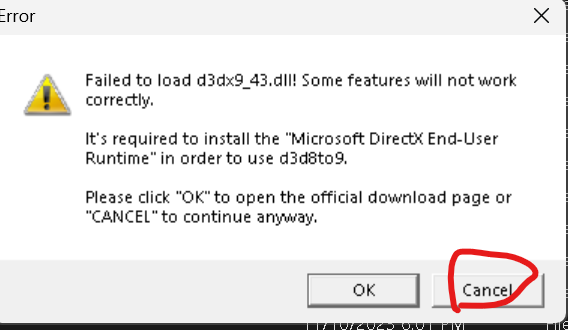 Error
Failed to load d3dx9_43.dll! Some features will not work
correctly.
It's required to install the "Microsoft DirectX End-User
Runtime" in order to use d3d8to9.
Please click "OK" to open the official download page or
"CANCEL" to continue anyway.
OK
Cancel